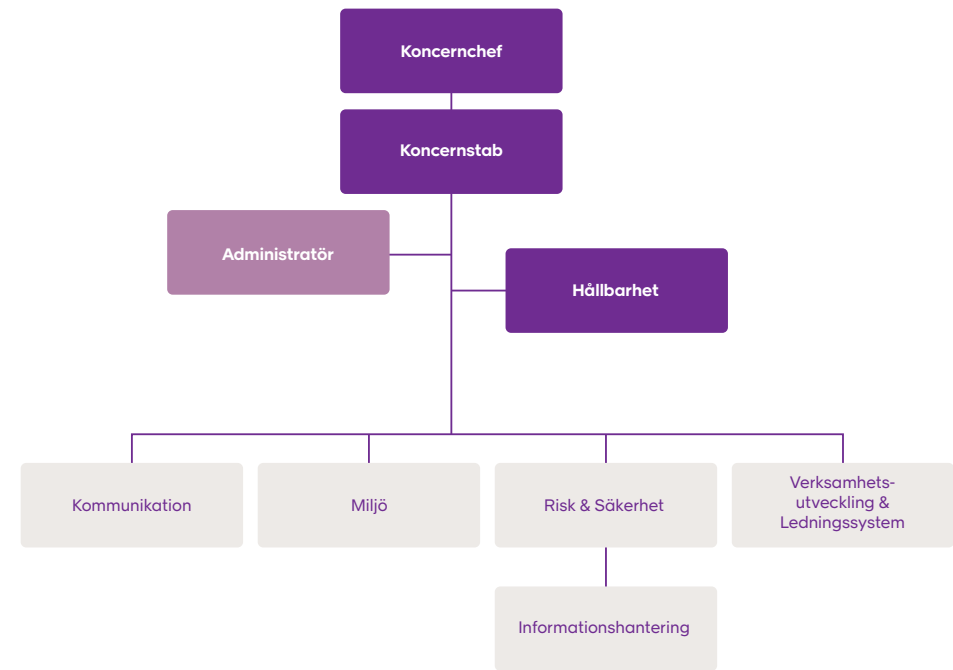 Koncernchef
Koncernstab
Administratör
Hållbarhet
Kommunikation
Miljö
Risk & Säkerhet
Verksamhets-
utveckling &
Ledningssystem
Informationshantering